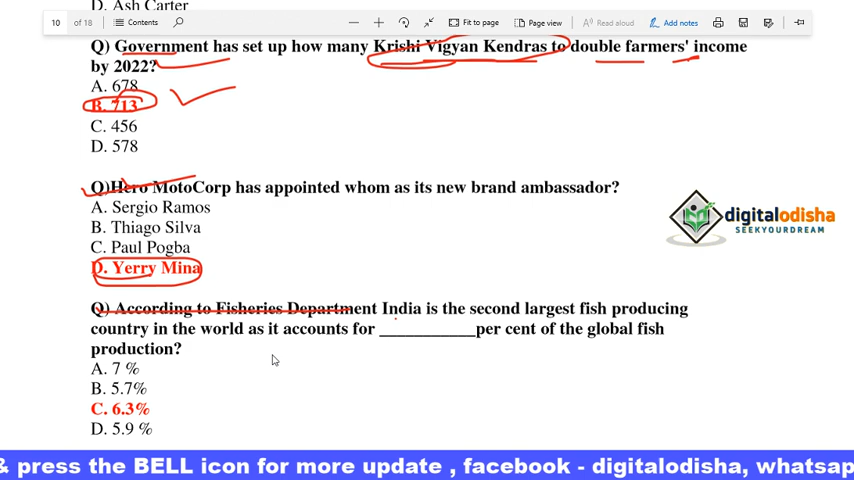 D. Ash Carter
10 of 18 Contents Fit to page Page view Read aloud Add notes
Q) Government has set up how many Krishi Vigyan Kendras to double farmers' income
by 2022?
A. 678
B. 713
C. 456
D. 578
Q)Hero MotoCorp has appointed whom as its new brand ambassador?
A. Sergio Ramos
B. Thiago Silva
C. Paul Pogba
D. Yerry Mina
digitalodisha
SEEKYOURDREAM
Q) According to Fisheries Department India is the second largest fish producing
country in the world as it accounts for ___________per cent of the global fish
production?
A. 7 %
B. 5.7%
C. 6.3%
D. 5.9 %
& press the BELL icon for more update , facebook - digitalodisha, whatsap